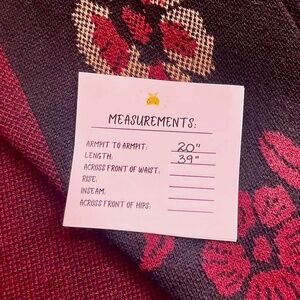 MEASUREMENTS:
ARMPIT TO ARMPIT: 20"
LENGTH: 39"
ACROSS FRONT OF WAIST:
RISE:
INSEAM:
ACROSS FRONT OF HIPS: